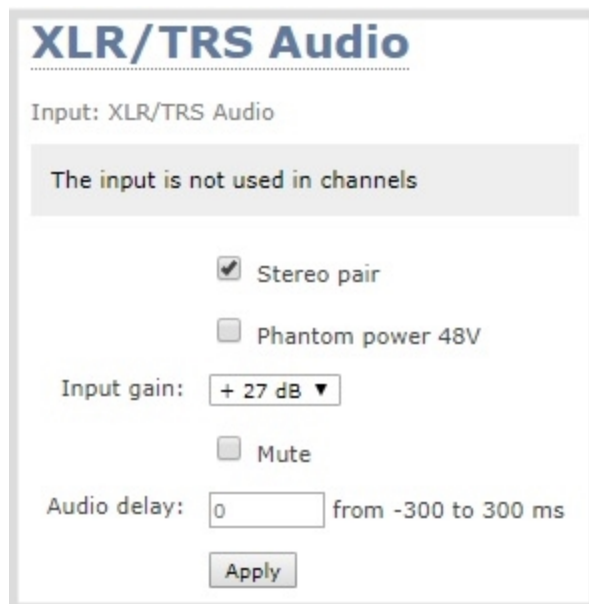 XLR/TRS Audio
Input: XLR/TRS Audio
The input is not used in channels
Stereo pair
Phantom power 48V
Input gain: + 27 dB ▼
Mute
Audio delay: 0 from -300 to 300 ms
Apply